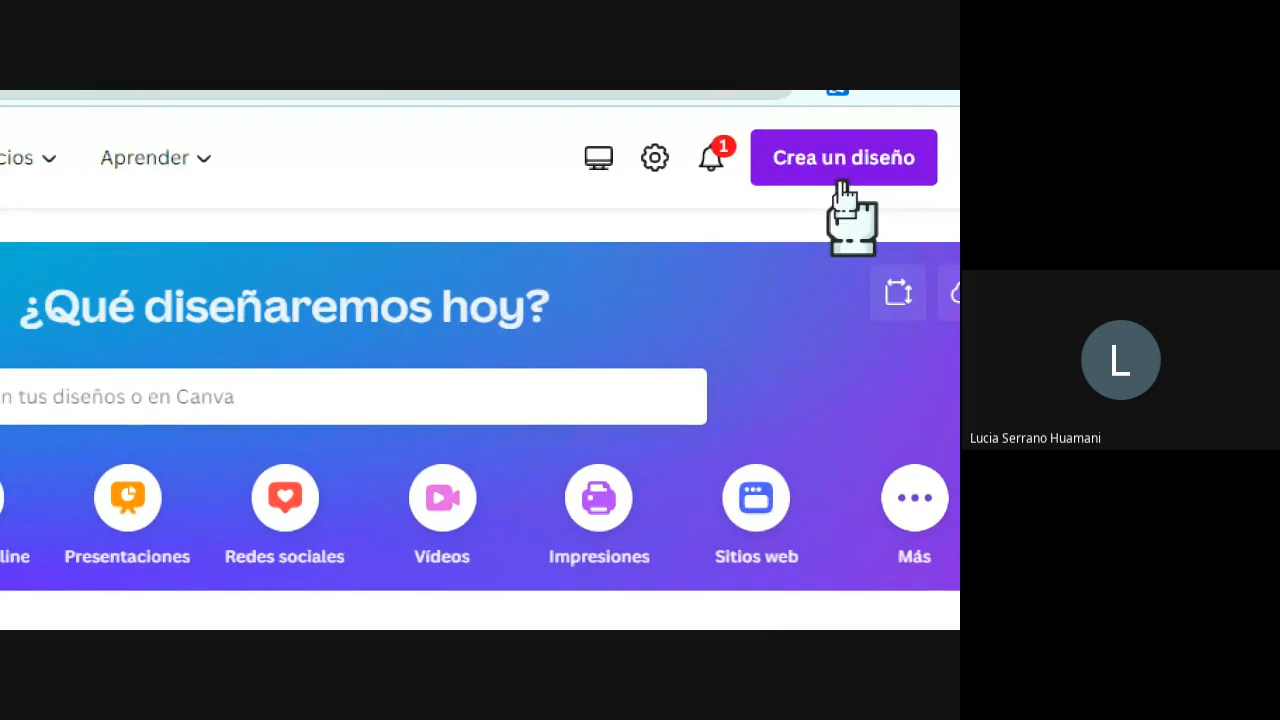 cios
Aprender
1
Crea un diseño
¿Qué diseñaremos hoy?
n tus diseños o en Canva
line
Presentaciones
Redes sociales
Vídeos
Impresiones
Sitios web
Más
L
Lucia Serrano Huamani